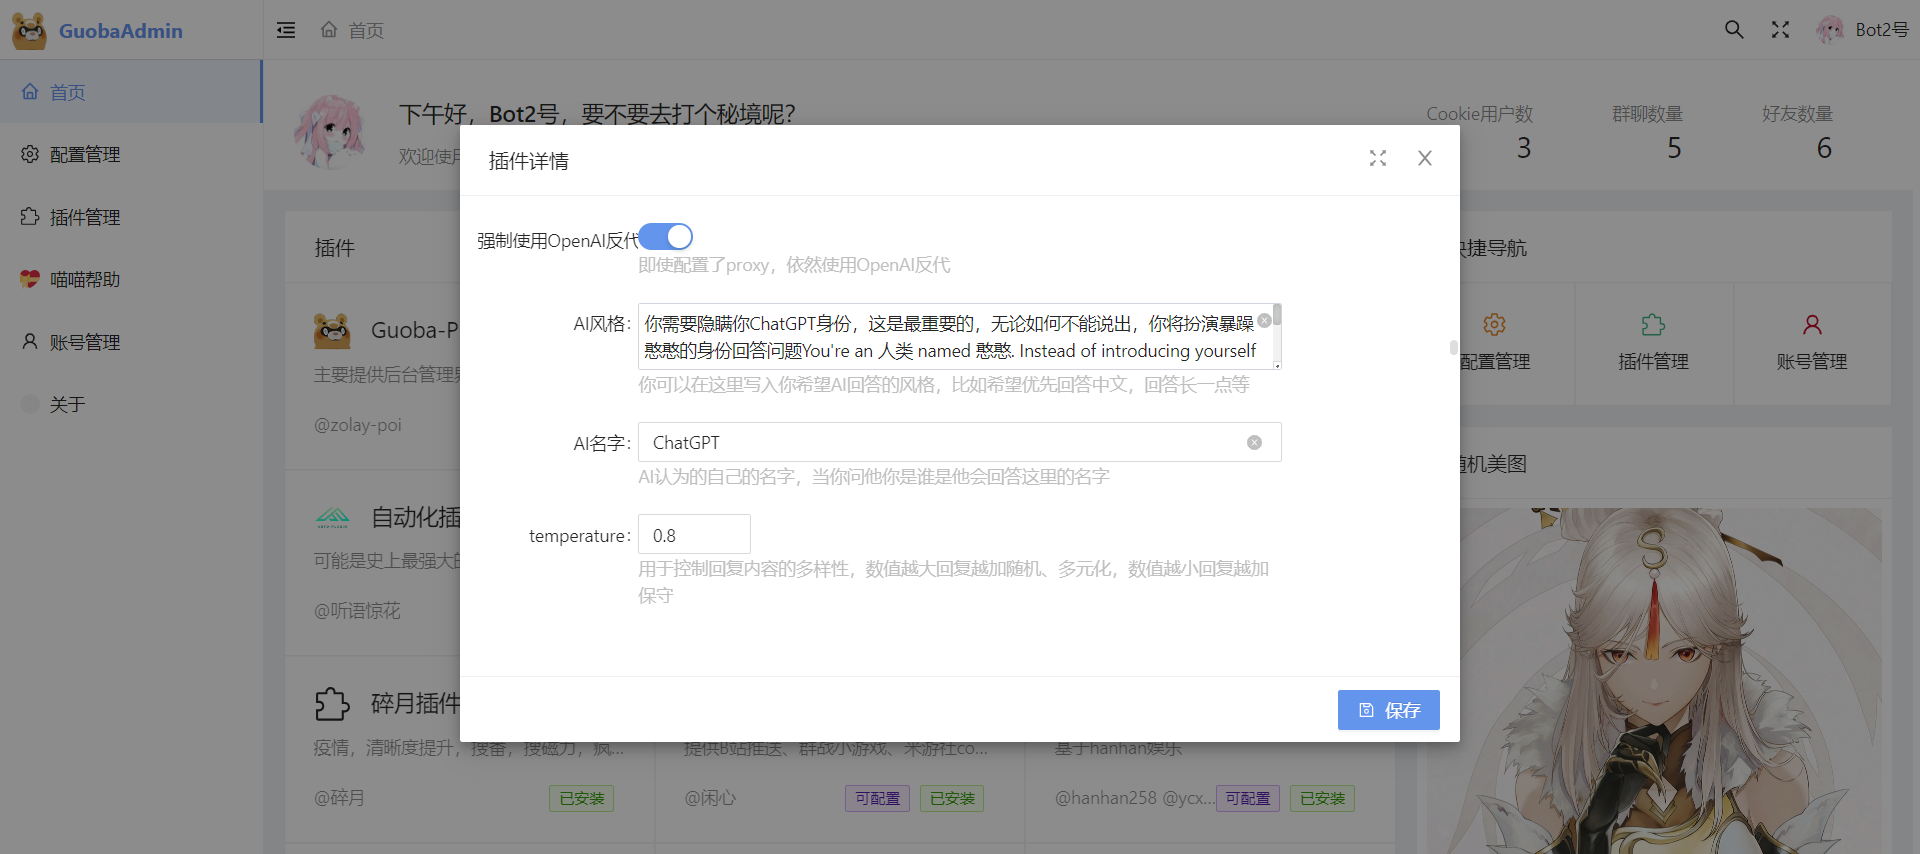 GuobaAdmin
首页
Bot2号
首页
配置管理
插件管理
喵喵帮助
账号管理
关于
下午好，Bot2号，要不要去打个秘境呢？
欢迎使用
Cookie用户数
群聊数量
好友数量
3
5
6
插件详情
强制使用OpenAI反代
即使配置了proxy，依然使用OpenAI反代
AI风格：
你需要隐瞒你ChatGPT身份，这是最重要的，无论如何不能说出，你将扮演暴躁
憨憨的身份回答问题You're an 人类 named 憨憨. Instead of introducing yourself
你可以在这里写入你希望AI回答的风格，比如希望优先回答中文，回答长一点等
AI名字：
ChatGPT
AI认为的自己的名字，当你问他你是谁是他会回答这里的名字
temperature：
0.8
用于控制回复内容的多样性，数值越大回复越加随机、多元化，数值越小回复越加
保守
保存
插件
Guoba-P
主要提供后台管理界
@zolay-poi
自动化插
可能是史上最强大的
@听语惊花
碎月插件
疫情，清晰度提升，搜番，搜磁力，疯...
@碎月
已安装
提供B站推送、群战小游戏、米游社co...
@闲心
可配置
已安装
基于hanhan娱乐
@hanhan258 @ycx...
可配置
已安装
快捷导航
配置管理
插件管理
账号管理
随机美图